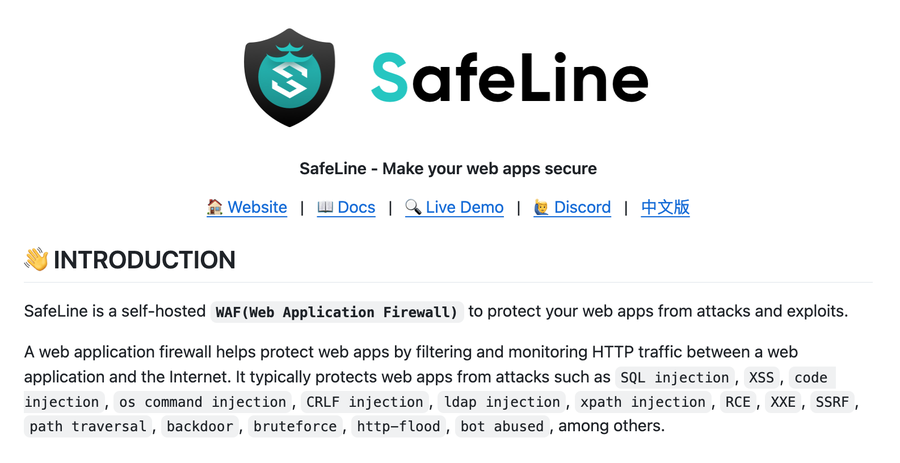 SafeLine
SafeLine - Make your web apps secure
🏠 Website | 📖 Docs | 🔍 Live Demo | 🙋 Discord | 中文版
👋 INTRODUCTION
SafeLine is a self-hosted WAF(Web Application Firewall) to protect your web apps from attacks and exploits.
A web application firewall helps protect web apps by filtering and monitoring HTTP traffic between a web
application and the Internet. It typically protects web apps from attacks such as SQL injection, XSS, code
injection, os command injection, CRLF injection, ldap injection, xpath injection, RCE, XXE, SSRF,
path traversal, backdoor, bruteforce, http-flood, bot abused, among others.